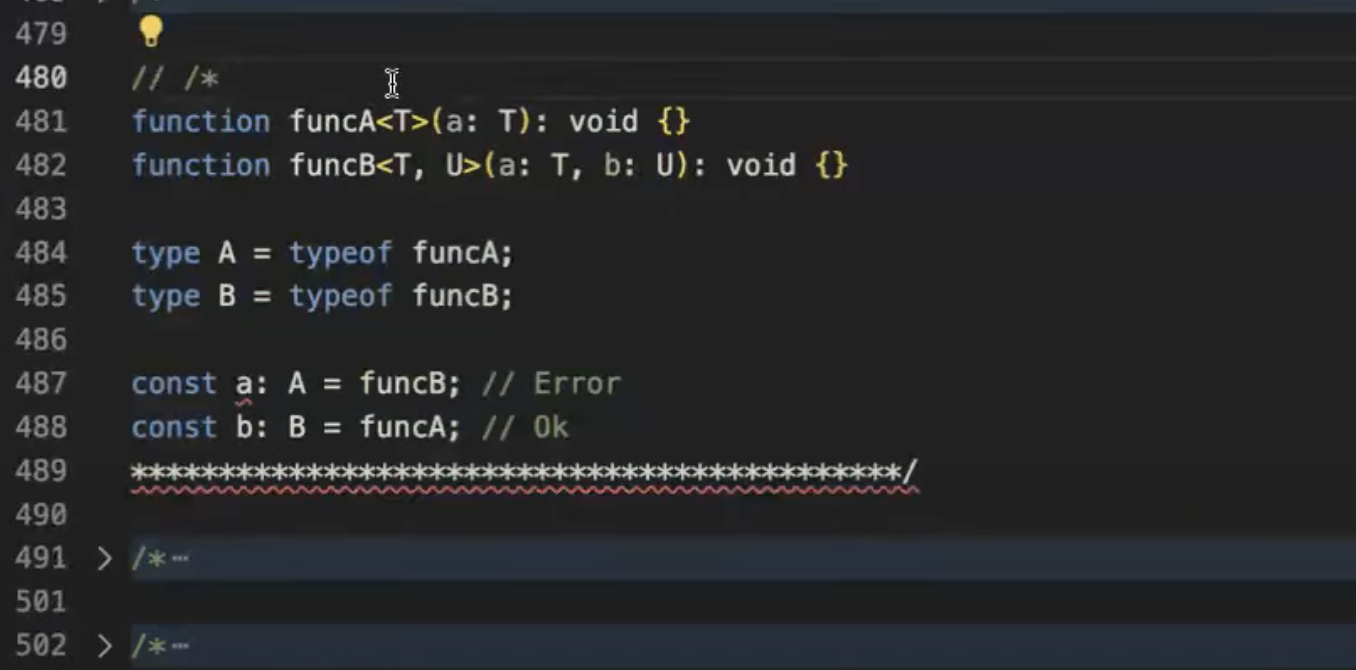 479
480 // /*
481 function funcA<T>(a: T): void {}
482 function funcB<T, U>(a: T, b: U): void {}
483
484 type A = typeof funcA;
485 type B = typeof funcB;
486
487 const a: A = funcB; // Error
488 const b: B = funcA; // Ok
489 ********************************************/
490
491 > /*⋯
501
502 > /*⋯